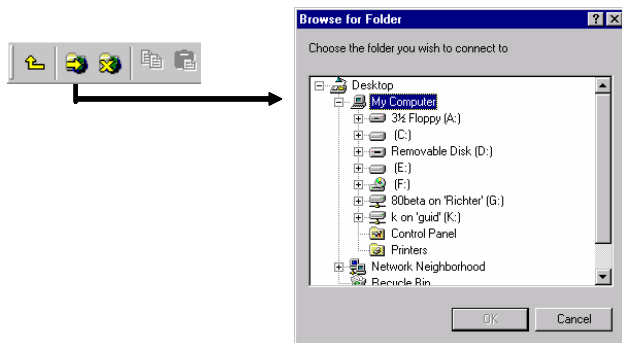 Browse for Folder
Choose the folder you wish to connect to
Desktop
My Computer
3½ Floppy (A:)
(C:)
Removable Disk (D:)
(E:)
(F:)
80beta on 'Richter' (G:)
k on 'guid' (K:)
Control Panel
Printers
Network Neighborhood
Recycle Bin
OK
Cancel